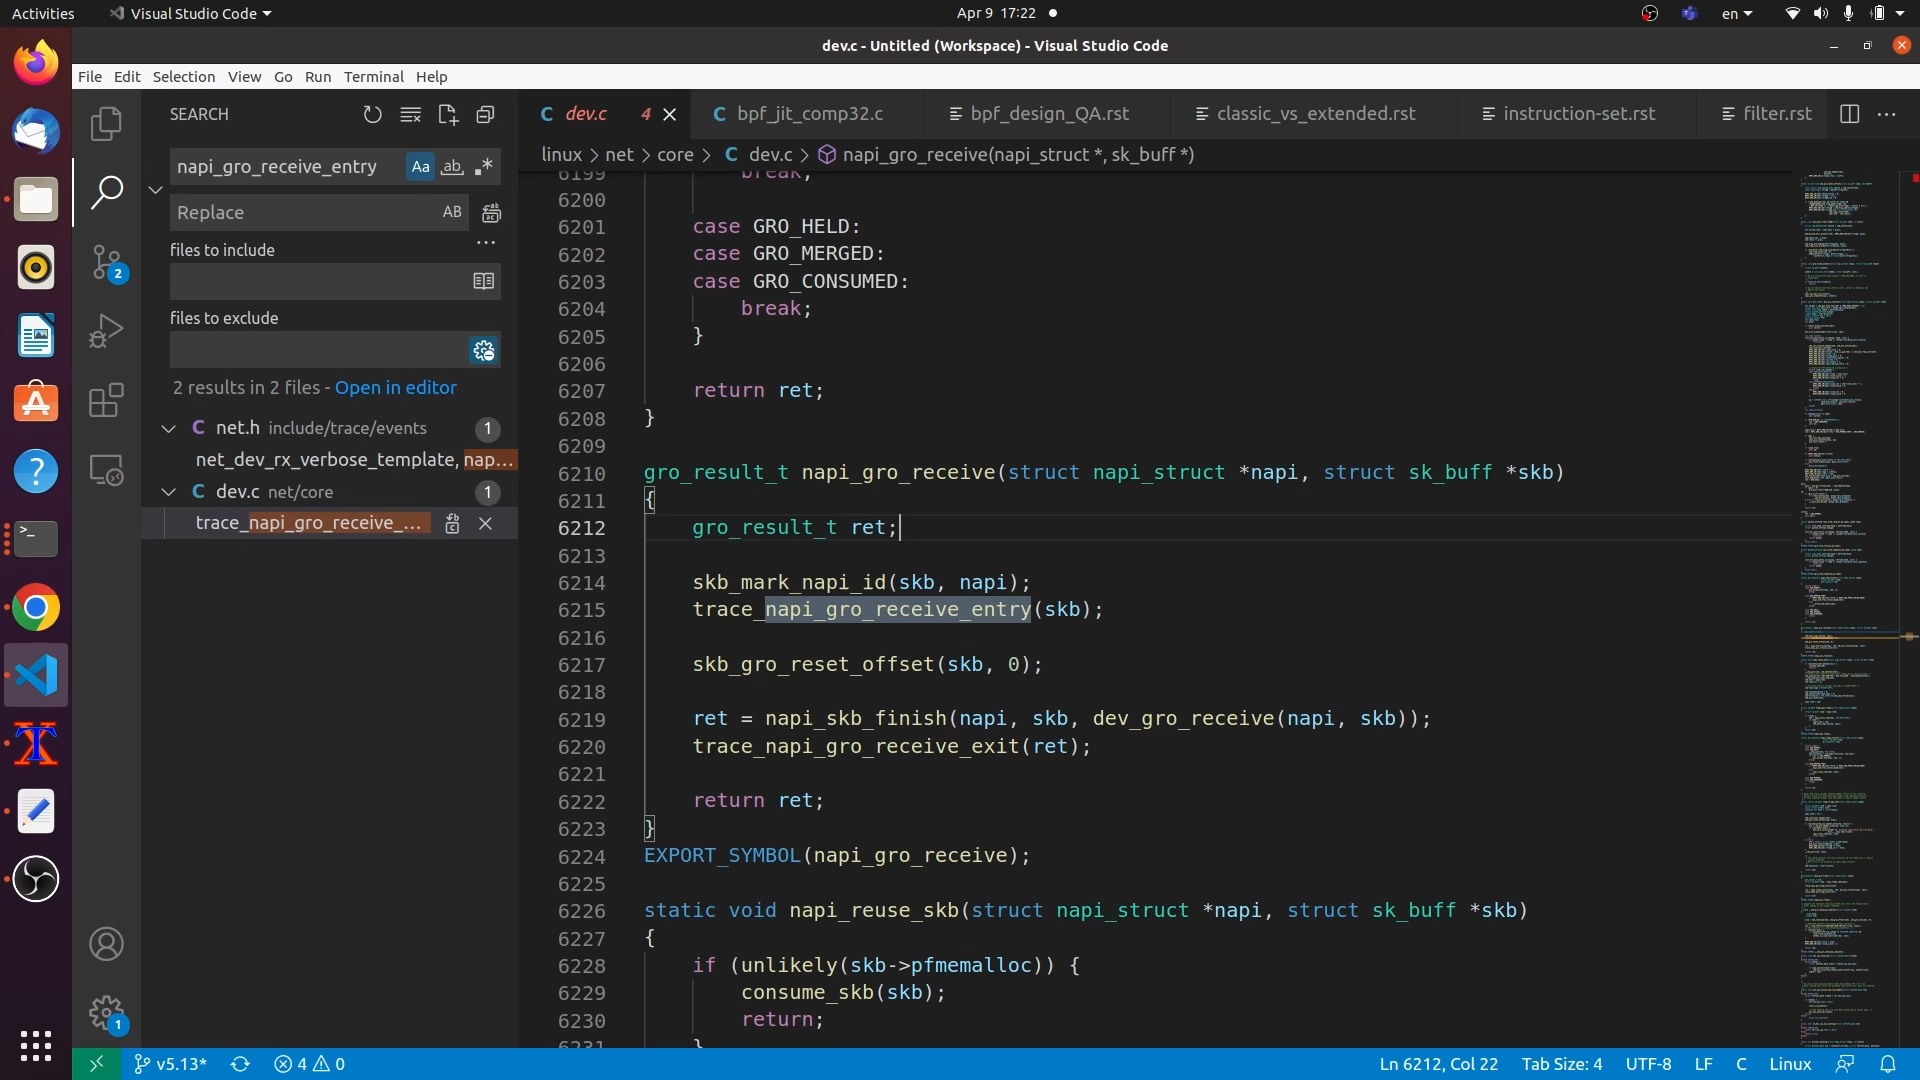 Activities
Visual Studio Code
Apr 9 17:22
en
dev.c - Untitled (Workspace) - Visual Studio Code
File Edit Selection View Go Run Terminal Help
SEARCH
napi_gro_receive_entry
Aa ab .*
Replace
AB
files to include
files to exclude
2 results in 2 files - Open in editor
C net.h include/trace/events 1
net_dev_rx_verbose_template, nap...
C dev.c net/core 1
trace_napi_gro_receive_...
2
1
C dev.c 4
C bpf_jit_comp32.c
bpf_design_QA.rst
classic_vs_extended.rst
instruction-set.rst
filter.rst
linux > net > core > C dev.c > napi_gro_receive(napi_struct *, sk_buff *)
6199 break;
6200
6201 case GRO_HELD:
6202 case GRO_MERGED:
6203 case GRO_CONSUMED:
6204 break;
6205 }
6206
6207 return ret;
6208 }
6209
6210 gro_result_t napi_gro_receive(struct napi_struct *napi, struct sk_buff *skb)
6211 {
6212 gro_result_t ret;
6213
6214 skb_mark_napi_id(skb, napi);
6215 trace_napi_gro_receive_entry(skb);
6216
6217 skb_gro_reset_offset(skb, 0);
6218
6219 ret = napi_skb_finish(napi, skb, dev_gro_receive(napi, skb));
6220 trace_napi_gro_receive_exit(ret);
6221
6222 return ret;
6223 }
6224 EXPORT_SYMBOL(napi_gro_receive);
6225
6226 static void napi_reuse_skb(struct napi_struct *napi, struct sk_buff *skb)
6227 {
6228 if (unlikely(skb->pfmemalloc)) {
6229 consume_skb(skb);
6230 return;
6231 }
v5.13*
4 0
Ln 6212, Col 22
Tab Size: 4
UTF-8
LF
C
Linux